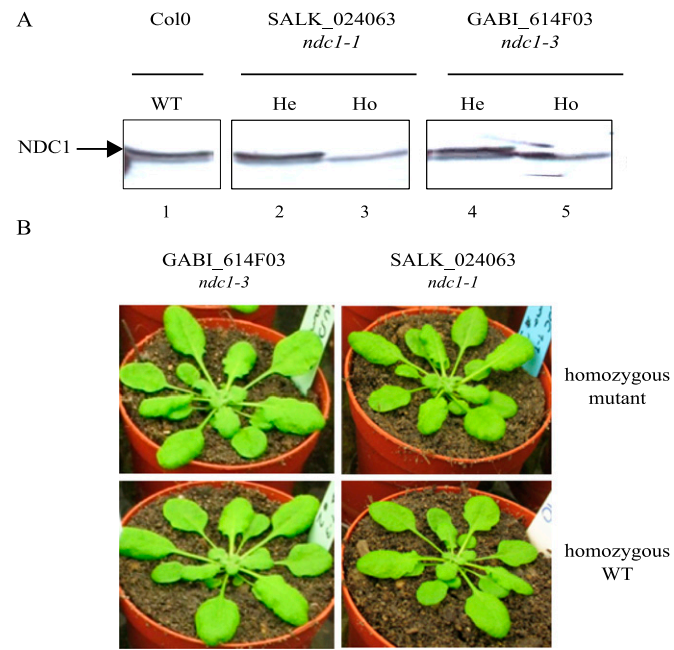 A
Col0 SALK_024063 GABI_614F03
ndc1-1 ndc1-3
WT He Ho He Ho
NDC1
1 2 3 4 5
B
GABI_614F03 SALK_024063
ndc1-3 ndc1-1
homozygous
mutant
homozygous
WT